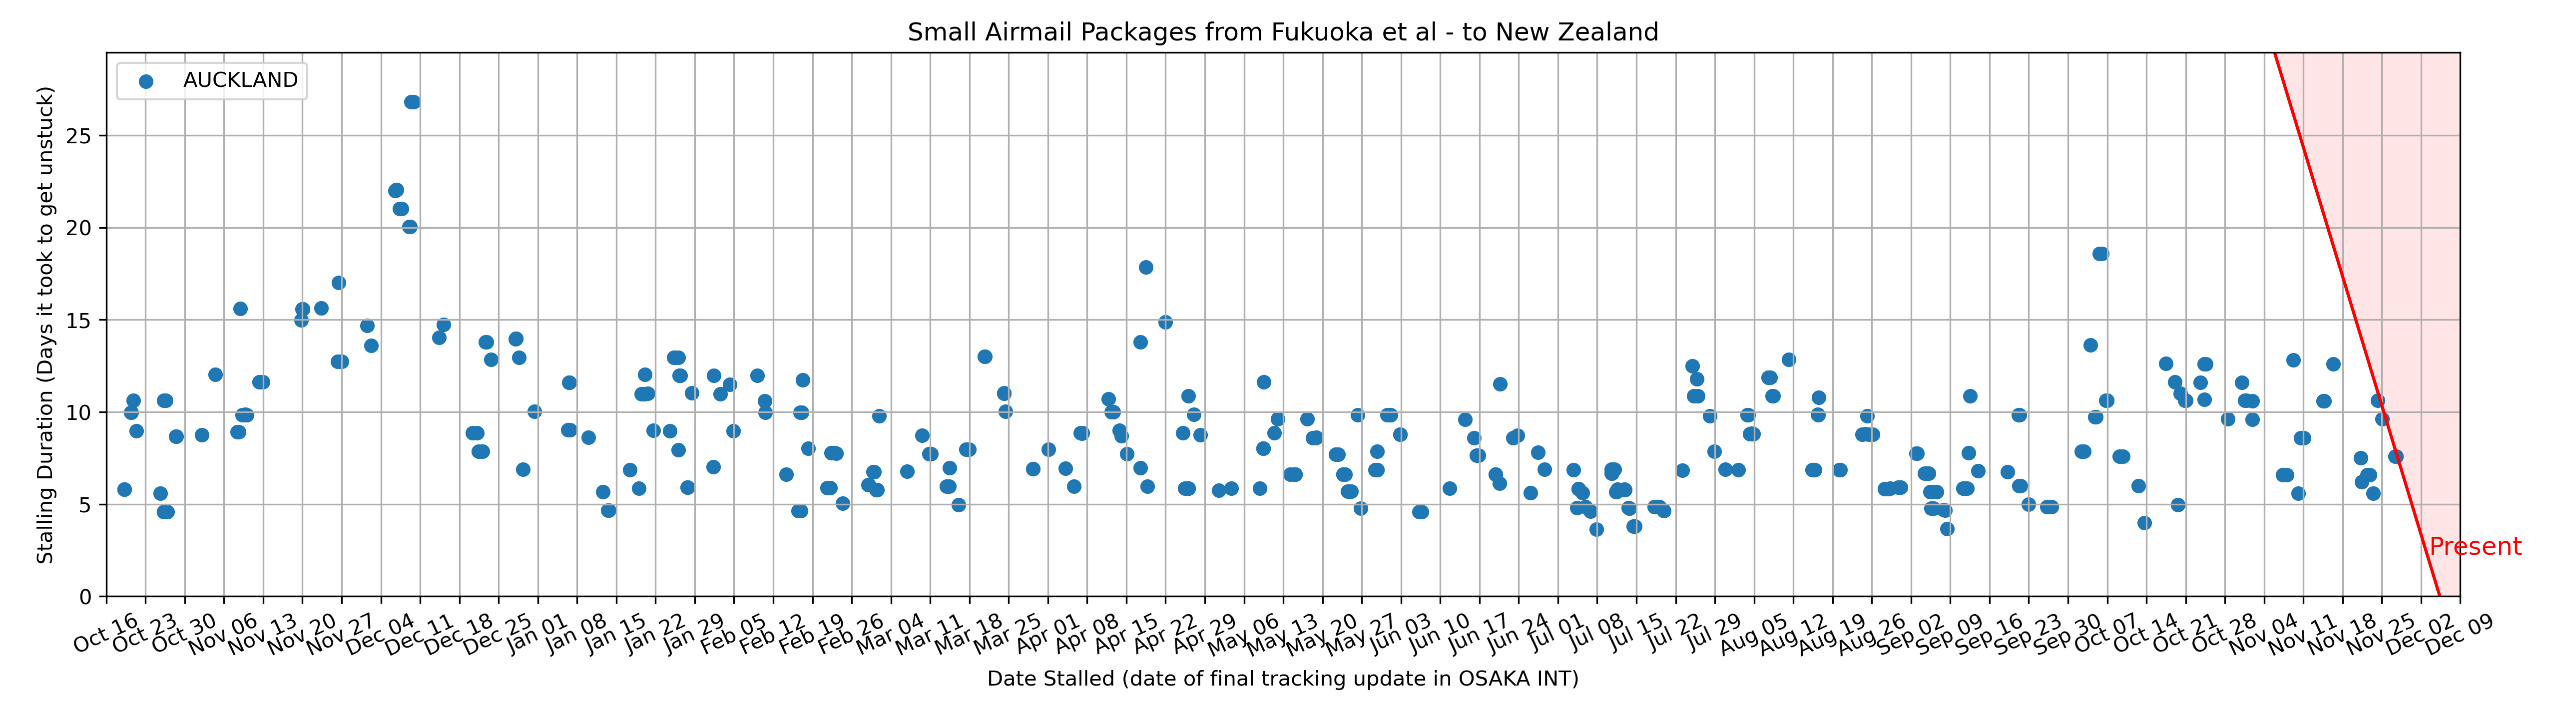 Small Airmail Packages from Fukuoka et al - to New Zealand
AUCKLAND
Stalling Duration (Days it took to get unstuck)
25
20
15
10
5
0
Present
Oct 16 Oct 23 Oct 30 Nov 06 Nov 13 Nov 20 Nov 27 Dec 04 Dec 11 Dec 18 Dec 25 Jan 01 Jan 08 Jan 15 Jan 22 Jan 29 Feb 05 Feb 12 Feb 19 Feb 26 Mar 04 Mar 11 Mar 18 Mar 25 Apr 01 Apr 08 Apr 15 Apr 22 Apr 29 May 06 May 13 May 20 May 27 Jun 03 Jun 10 Jun 17 Jun 24 Jul 01 Jul 08 Jul 15 Jul 22 Jul 29 Aug 05 Aug 12 Aug 19 Aug 26 Sep 02 Sep 09 Sep 16 Sep 23 Sep 30 Oct 07 Oct 14 Oct 21 Oct 28 Nov 04 Nov 11 Nov 18 Nov 25 Dec 02 Dec 09
Date Stalled (date of final tracking update in OSAKA INT)